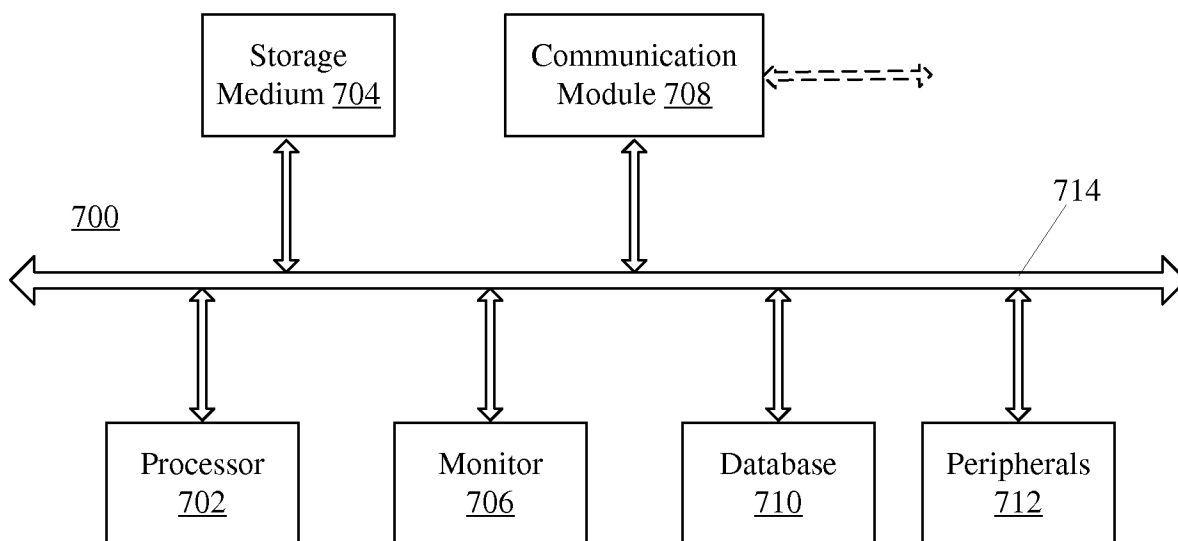 Storage
Medium 704
Communication
Module 708
700
714
Processor
702
Monitor
706
Database
710
Peripherals
712